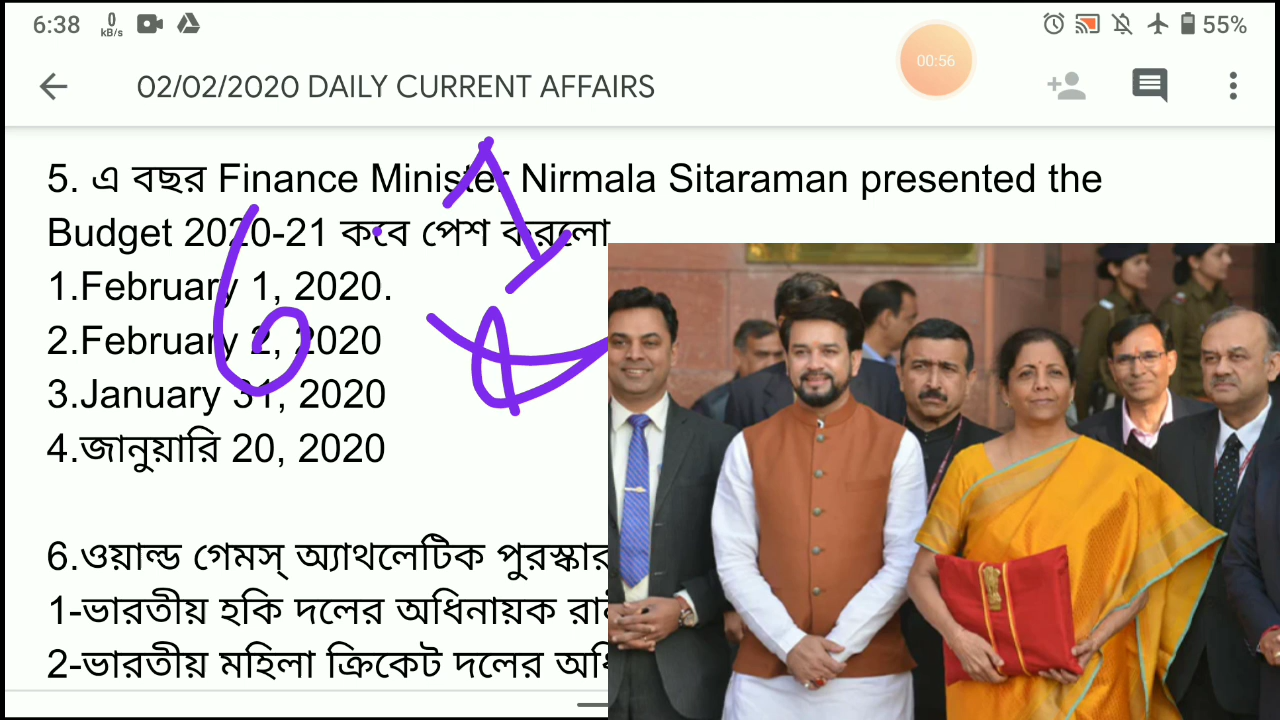 6:38 0 kB/s 55%
02/02/2020 DAILY CURRENT AFFAIRS
00:56
5. এ বছর Finance Minister Nirmala Sitaraman presented the
Budget 2020-21 কবে পেশ করলো
1.February 1, 2020.
2.February 2, 2020
3.January 31, 2020
4.জানুয়ারি 20, 2020
6.ওয়াল্ড গেমস্ অ্যাথলেটিক পুরস্কার
1-ভারতীয় হকি দলের অধিনায়ক
2-ভারতীয় মহিলা ক্রিকেট দলের